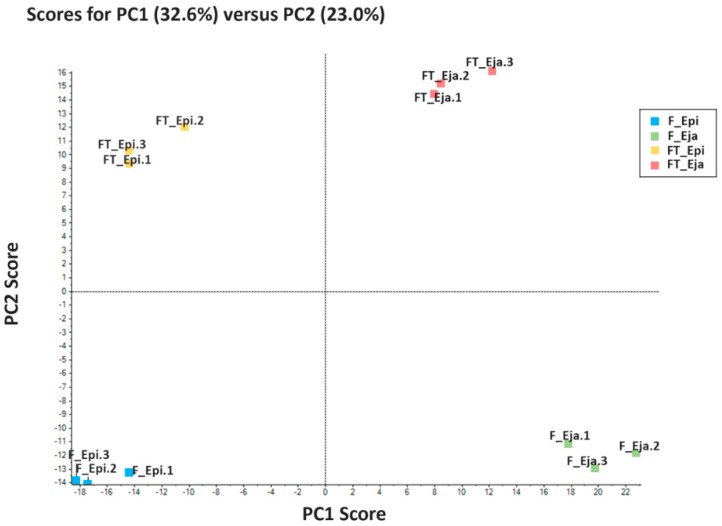 Scores for PC1 (32.6%) versus PC2 (23.0%)
FT_Eja.3
FT_Eja.2
FT_Eja.1
FT_Epi.2
FT_Epi.3
FT_Epi.1
F_Epi
F_Eja
FT_Epi
FT_Eja
16
15
14
13
12
11
10
9
8
7
6
5
4
3
2
1
0
-1
-2
-3
-4
-5
-6
-7
-8
-9
-10
-11
-12
-13
-14
PC2 Score
F_Eja.1
F_Eja.2
F_Eja.3
F_Epi.3
F_Epi.2
F_Epi.1
-18 -16 -14 -12 -10 -8 -6 -4 -2 0 2 4 6 8 10 12 14 16 18 20 22
PC1 Score